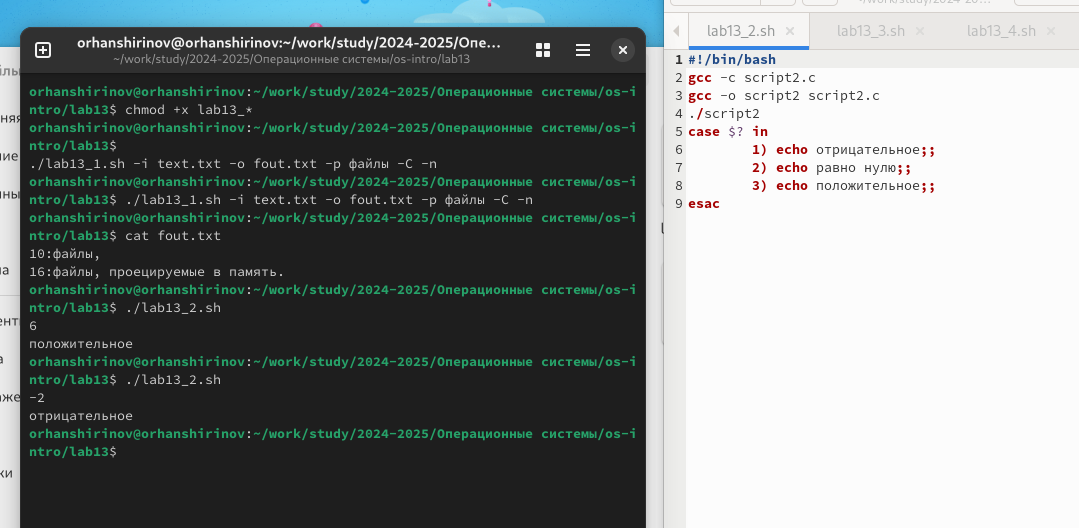 orhanshirinov@orhanshirinov:~/work/study/2024-2025/Опе...
~/work/study/2024-2025/Операционные системы/os-intro/lab13
orhanshirinov@orhanshirinov:~/work/study/2024-2025/Операционные системы/os-i
ntro/lab13$ chmod +x lab13_*
orhanshirinov@orhanshirinov:~/work/study/2024-2025/Операционные системы/os-i
ntro/lab13$
./lab13_1.sh -i text.txt -o fout.txt -p файлы -C -n
orhanshirinov@orhanshirinov:~/work/study/2024-2025/Операционные системы/os-i
ntro/lab13$ ./lab13_1.sh -i text.txt -o fout.txt -p файлы -C -n
orhanshirinov@orhanshirinov:~/work/study/2024-2025/Операционные системы/os-i
ntro/lab13$ cat fout.txt
10:файлы,
16:файлы, проецируемые в память.
orhanshirinov@orhanshirinov:~/work/study/2024-2025/Операционные системы/os-i
ntro/lab13$ ./lab13_2.sh
6
положительное
orhanshirinov@orhanshirinov:~/work/study/2024-2025/Операционные системы/os-i
ntro/lab13$ ./lab13_2.sh
-2
отрицательное
orhanshirinov@orhanshirinov:~/work/study/2024-2025/Операционные системы/os-i
ntro/lab13$
lab13_2.sh × lab13_3.sh × lab13_4.sh ×
1 #!/bin/bash
2 gcc -c script2.c
3 gcc -o script2 script2.c
4 ./script2
5 case $? in
6 1) echo отрицательное;;
7 2) echo равно нулю;;
8 3) echo положительное;;
9 esac